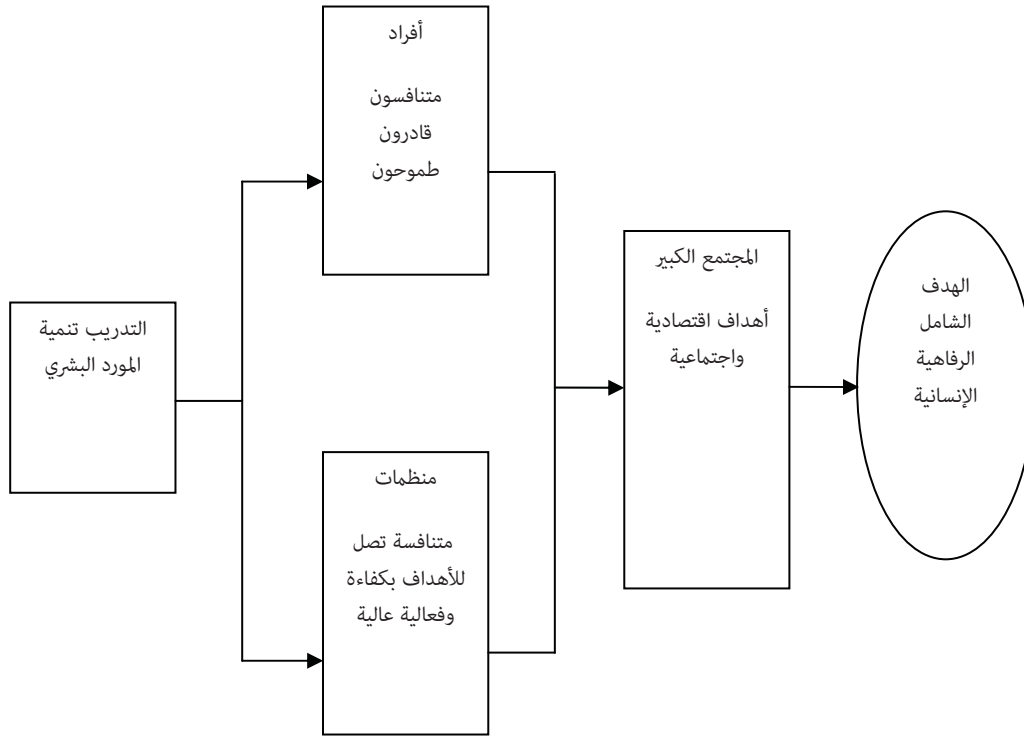 أفراد
متنافسون
قادرون
طموحون
التدريب تنمية
المورد البشري
منظمات
متنافسة تصل
للأهداف بكفاءة
وفعالية عالية
المجتمع الكبير
أهداف اقتصادية
واجتماعية
الهدف
الشامل
الرفاهية
الإنسانية